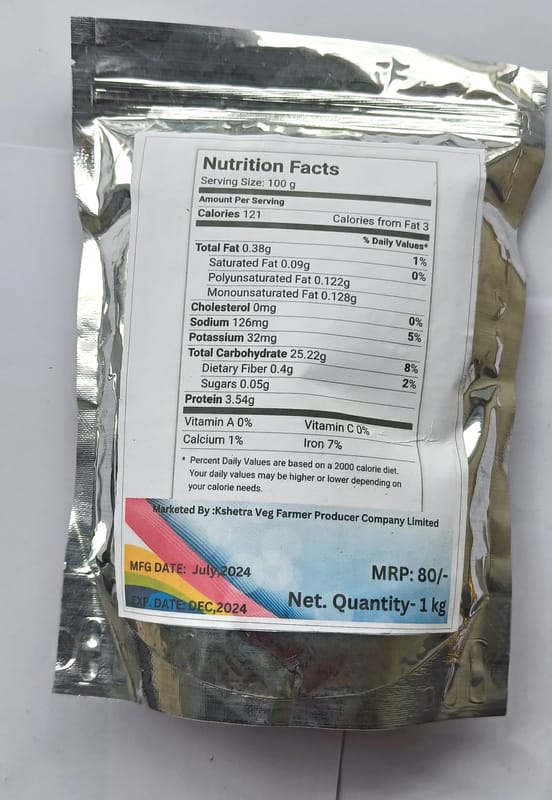 Nutrition Facts
Serving Size: 100 g
Amount Per Serving
Calories 121 Calories from Fat 3
% Daily Values*
Total Fat 0.38g 1%
Saturated Fat 0.09g 0%
Polyunsaturated Fat 0.122g
Monounsaturated Fat 0.128g
Cholesterol 0mg 0%
Sodium 126mg 5%
Potassium 32mg
Total Carbohydrate 25.22g 8%
Dietary Fiber 0.4g 2%
Sugars 0.05g
Protein 3.54g
Vitamin A 0% Vitamin C 0%
Calcium 1% Iron 7%
* Percent Daily Values are based on a 2000 calorie diet.
Your daily values may be higher or lower depending on
your calorie needs.
Marketed By :Kshetra Veg Farmer Producer Company Limited
MFG DATE: July,2024 MRP: 80/-
EXP. DATE: DEC,2024 Net. Quantity- 1 kg